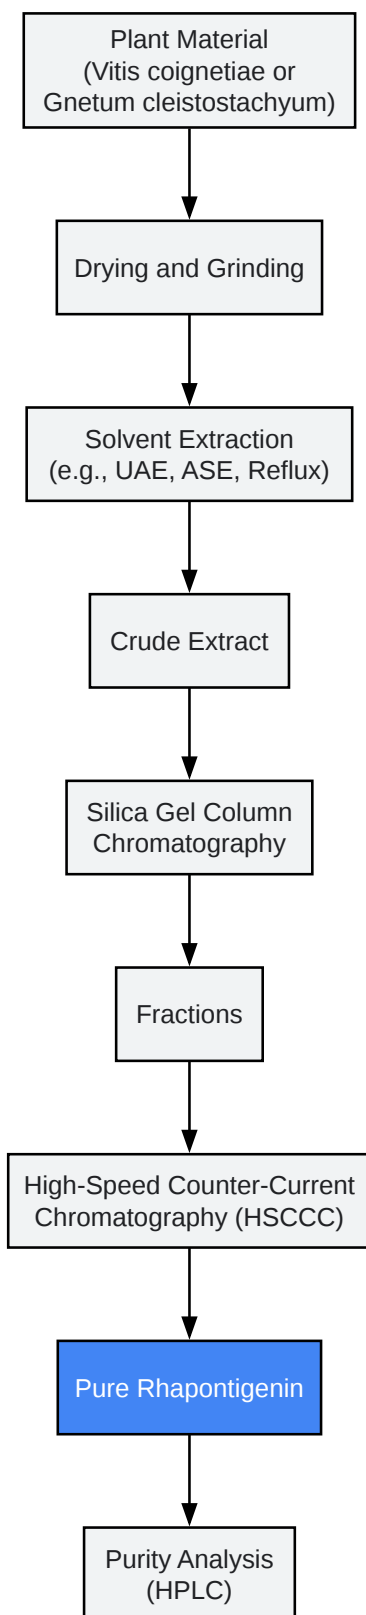 Plant Material
(Vitis coignetiae or
Gnetum cleistostachyum)
Drying and Grinding
Solvent Extraction
(e.g., UAE, ASE, Reflux)
Crude Extract
Silica Gel Column
Chromatography
Fractions
High-Speed Counter-Current
Chromatography (HSCCC)
Pure Rhapontigenin
Purity Analysis
(HPLC)